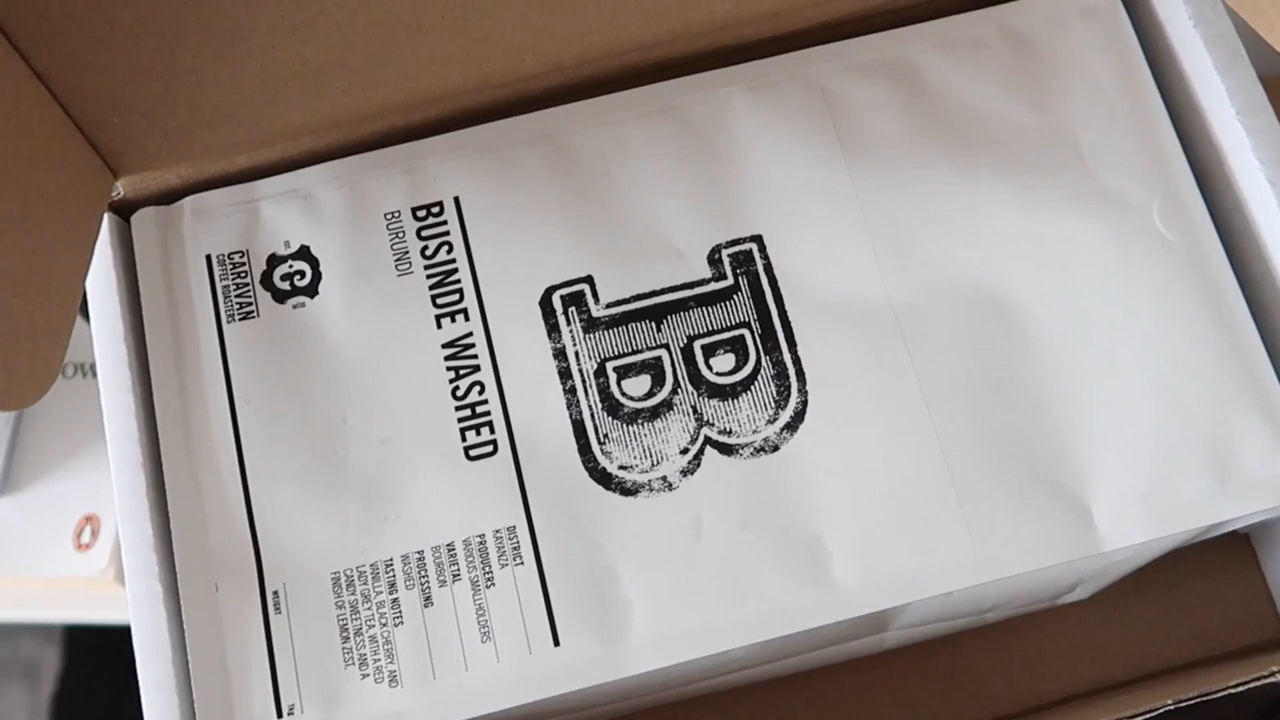 B
BUSINDE WASHED
BURUNDI
DISTRICT
KAYANZA
PRODUCERS
VARIOUS SMALLHOLDERS
VARIETAL
BOURBON
PROCESSING
WASHED
TASTING NOTES
VANILLA, BLACK CHERRY, AND
LADY GREY TEA, WITH A RED
CANDY SWEETNESS AND A
FINISH OF LEMON ZEST.
EST.
C
CARAVAN
COFFEE ROASTERS
WEIGHT
1kg